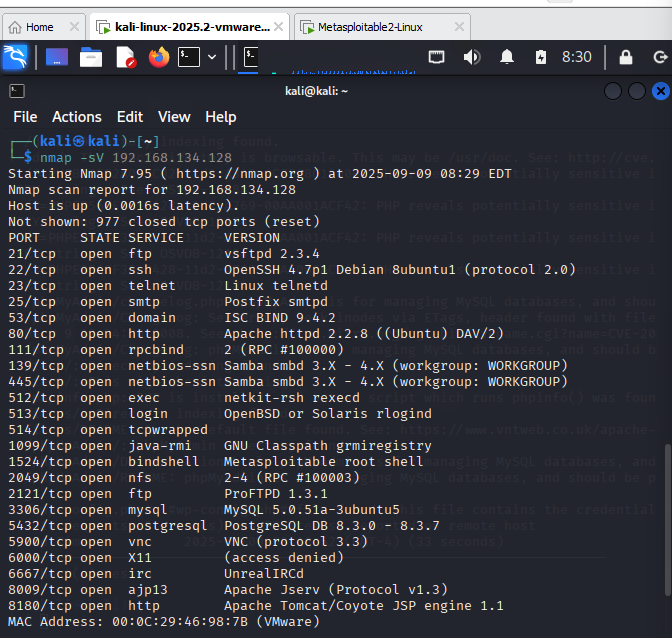 Home
kali-linux-2025.2-vmware...
Metasploitable2-Linux
8:30
kali@kali: ~
File Actions Edit View Help
(kali㉿kali)-[~]
$ nmap -sV 192.168.134.128
Starting Nmap 7.95 ( https://nmap.org ) at 2025-09-09 08:29 EDT
Nmap scan report for 192.168.134.128
Host is up (0.0016s latency).
Not shown: 977 closed tcp ports (reset)
PORT STATE SERVICE VERSION
21/tcp open ftp vsftpd 2.3.4
22/tcp open ssh OpenSSH 4.7p1 Debian 8ubuntu1 (protocol 2.0)
23/tcp open telnet Linux telnetd
25/tcp open smtp Postfix smtpd
53/tcp open domain ISC BIND 9.4.2
80/tcp open http Apache httpd 2.2.8 ((Ubuntu) DAV/2)
111/tcp open rpcbind 2 (RPC #100000)
139/tcp open netbios-ssn Samba smbd 3.X - 4.X (workgroup: WORKGROUP)
445/tcp open netbios-ssn Samba smbd 3.X - 4.X (workgroup: WORKGROUP)
512/tcp open exec netkit-rsh rexecd
513/tcp open login OpenBSD or Solaris rlogind
514/tcp open tcpwrapped
1099/tcp open java-rmi GNU Classpath grmiregistry
1524/tcp open bindshell Metasploitable root shell
2049/tcp open nfs 2-4 (RPC #100003)
2121/tcp open ftp ProFTPD 1.3.1
3306/tcp open mysql MySQL 5.0.51a-3ubuntu5
5432/tcp open postgresql PostgreSQL DB 8.3.0 - 8.3.7
5900/tcp open vnc VNC (protocol 3.3)
6000/tcp open X11 (access denied)
6667/tcp open irc UnrealIRCd
8009/tcp open ajp13 Apache Jserv (Protocol v1.3)
8180/tcp open http Apache Tomcat/Coyote JSP engine 1.1
MAC Address: 00:0C:29:46:98:7B (VMware)